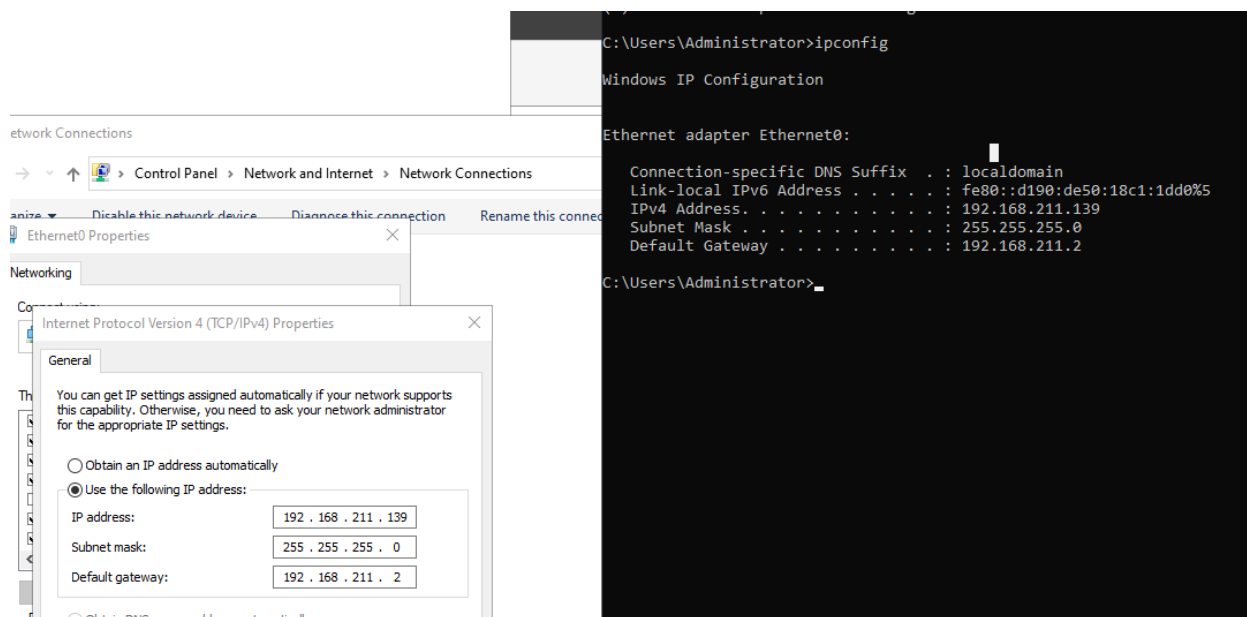 etwork Connections
Control Panel > Network and Internet > Network Connections
anize Disable this network device Diagnose this connection Rename this connec
Ethernet0 Properties
Networking
Internet Protocol Version 4 (TCP/IPv4) Properties
General
You can get IP settings assigned automatically if your network supports
this capability. Otherwise, you need to ask your network administrator
for the appropriate IP settings.
Obtain an IP address automatically
Use the following IP address:
IP address: 192 . 168 . 211 . 139
Subnet mask: 255 . 255 . 255 . 0
Default gateway: 192 . 168 . 211 . 2
Th
C:\Users\Administrator>ipconfig
Windows IP Configuration
Ethernet adapter Ethernet0:
Connection-specific DNS Suffix . : localdomain
Link-local IPv6 Address . . . . . : fe80::d190:de50:18c1:1dd0%5
IPv4 Address. . . . . . . . . . . : 192.168.211.139
Subnet Mask . . . . . . . . . . . : 255.255.255.0
Default Gateway . . . . . . . . . : 192.168.211.2
C:\Users\Administrator>